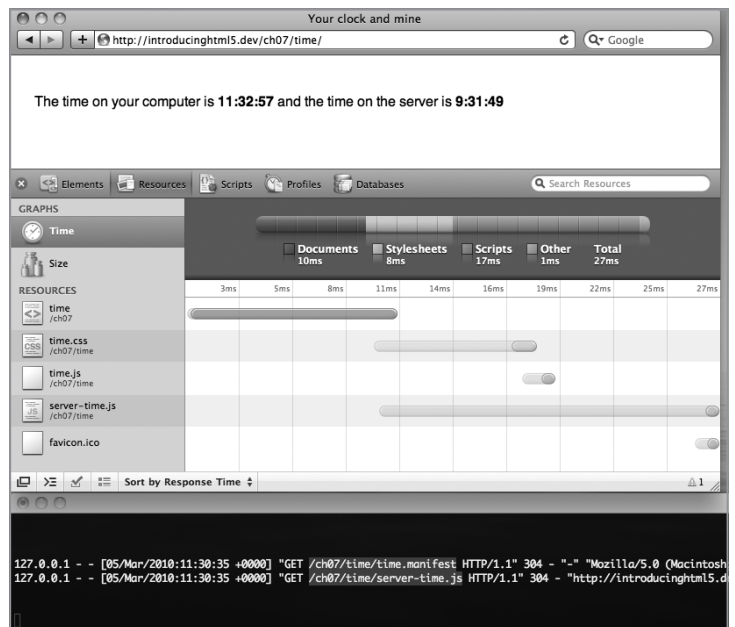 Your clock and mine
http://introducinghtml5.dev/ch07/time/
Google
The time on your computer is 11:32:57 and the time on the server is 9:31:49
Elements Resources Scripts Profiles Databases
Search Resources
GRAPHS
Time
Size
Documents 10ms
Stylesheets 8ms
Scripts 17ms
Other 1ms
Total 27ms
RESOURCES
3ms 5ms 8ms 11ms 14ms 16ms 19ms 22ms 25ms 27ms
<> time
/ch07
CSS time.css
/ch07/time
time.js
/ch07/time
JS server-time.js
/ch07/time
favicon.ico
Sort by Response Time
1
127.0.0.1 - - [05/Mar/2010:11:30:35 +0000] "GET /ch07/time/time.manifest HTTP/1.1" 304 - "-" "Mozilla/5.0 (Macintosh
127.0.0.1 - - [05/Mar/2010:11:30:35 +0000] "GET /ch07/time/server-time.js HTTP/1.1" 304 - "http://introducinghtml5.d